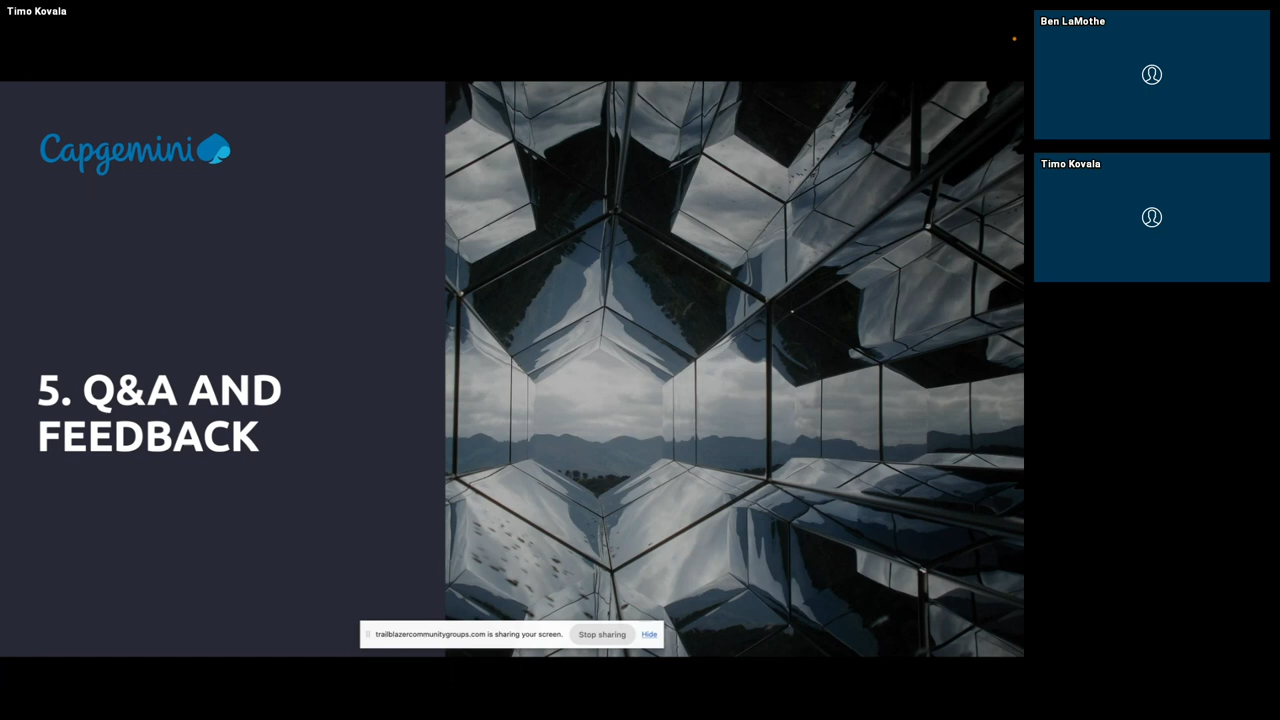 Timo Kovala
Ben LaMothe
Capgemini
Timo Kovala
5. Q&A AND
FEEDBACK
trailblazercommunitygroups.com is sharing your screen.
Stop sharing
Hide